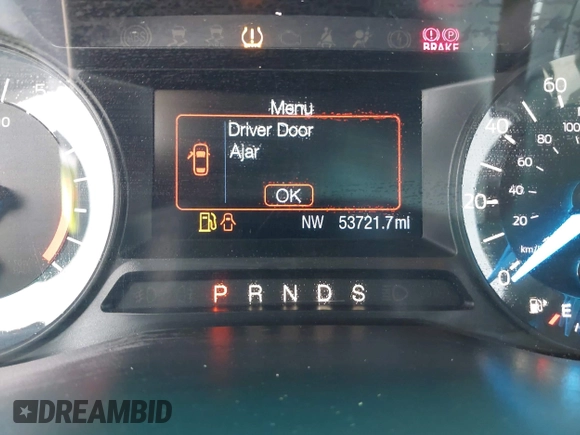 BRAKE
Menu
Driver Door
Ajar
OK
NW 53721.7mi
P R N D S
5
60
40
20
0
100
80
60
40
20
km/h
E
DREAMBID